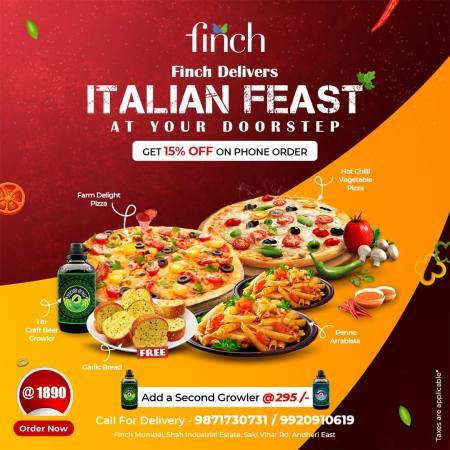 finch
Finch Delivers
ITALIAN FEAST
AT YOUR DOORSTEP
GET 15% OFF ON PHONE ORDER
Hot Chilli
Vegetable
Pizza
Farm Delight
Pizza
1 ltr
Craft Beer
Growler
Garlic Bread
FREE
Penne
Arrabiata
@ 1890
Order Now
Add a Second Growler @295 /-
Call For Delivery - 9871730731 / 9920910619
Finch Mumbai, Shah Industrial Estate, Saki Vihar Rd, Andheri East
Taxes are applicable*